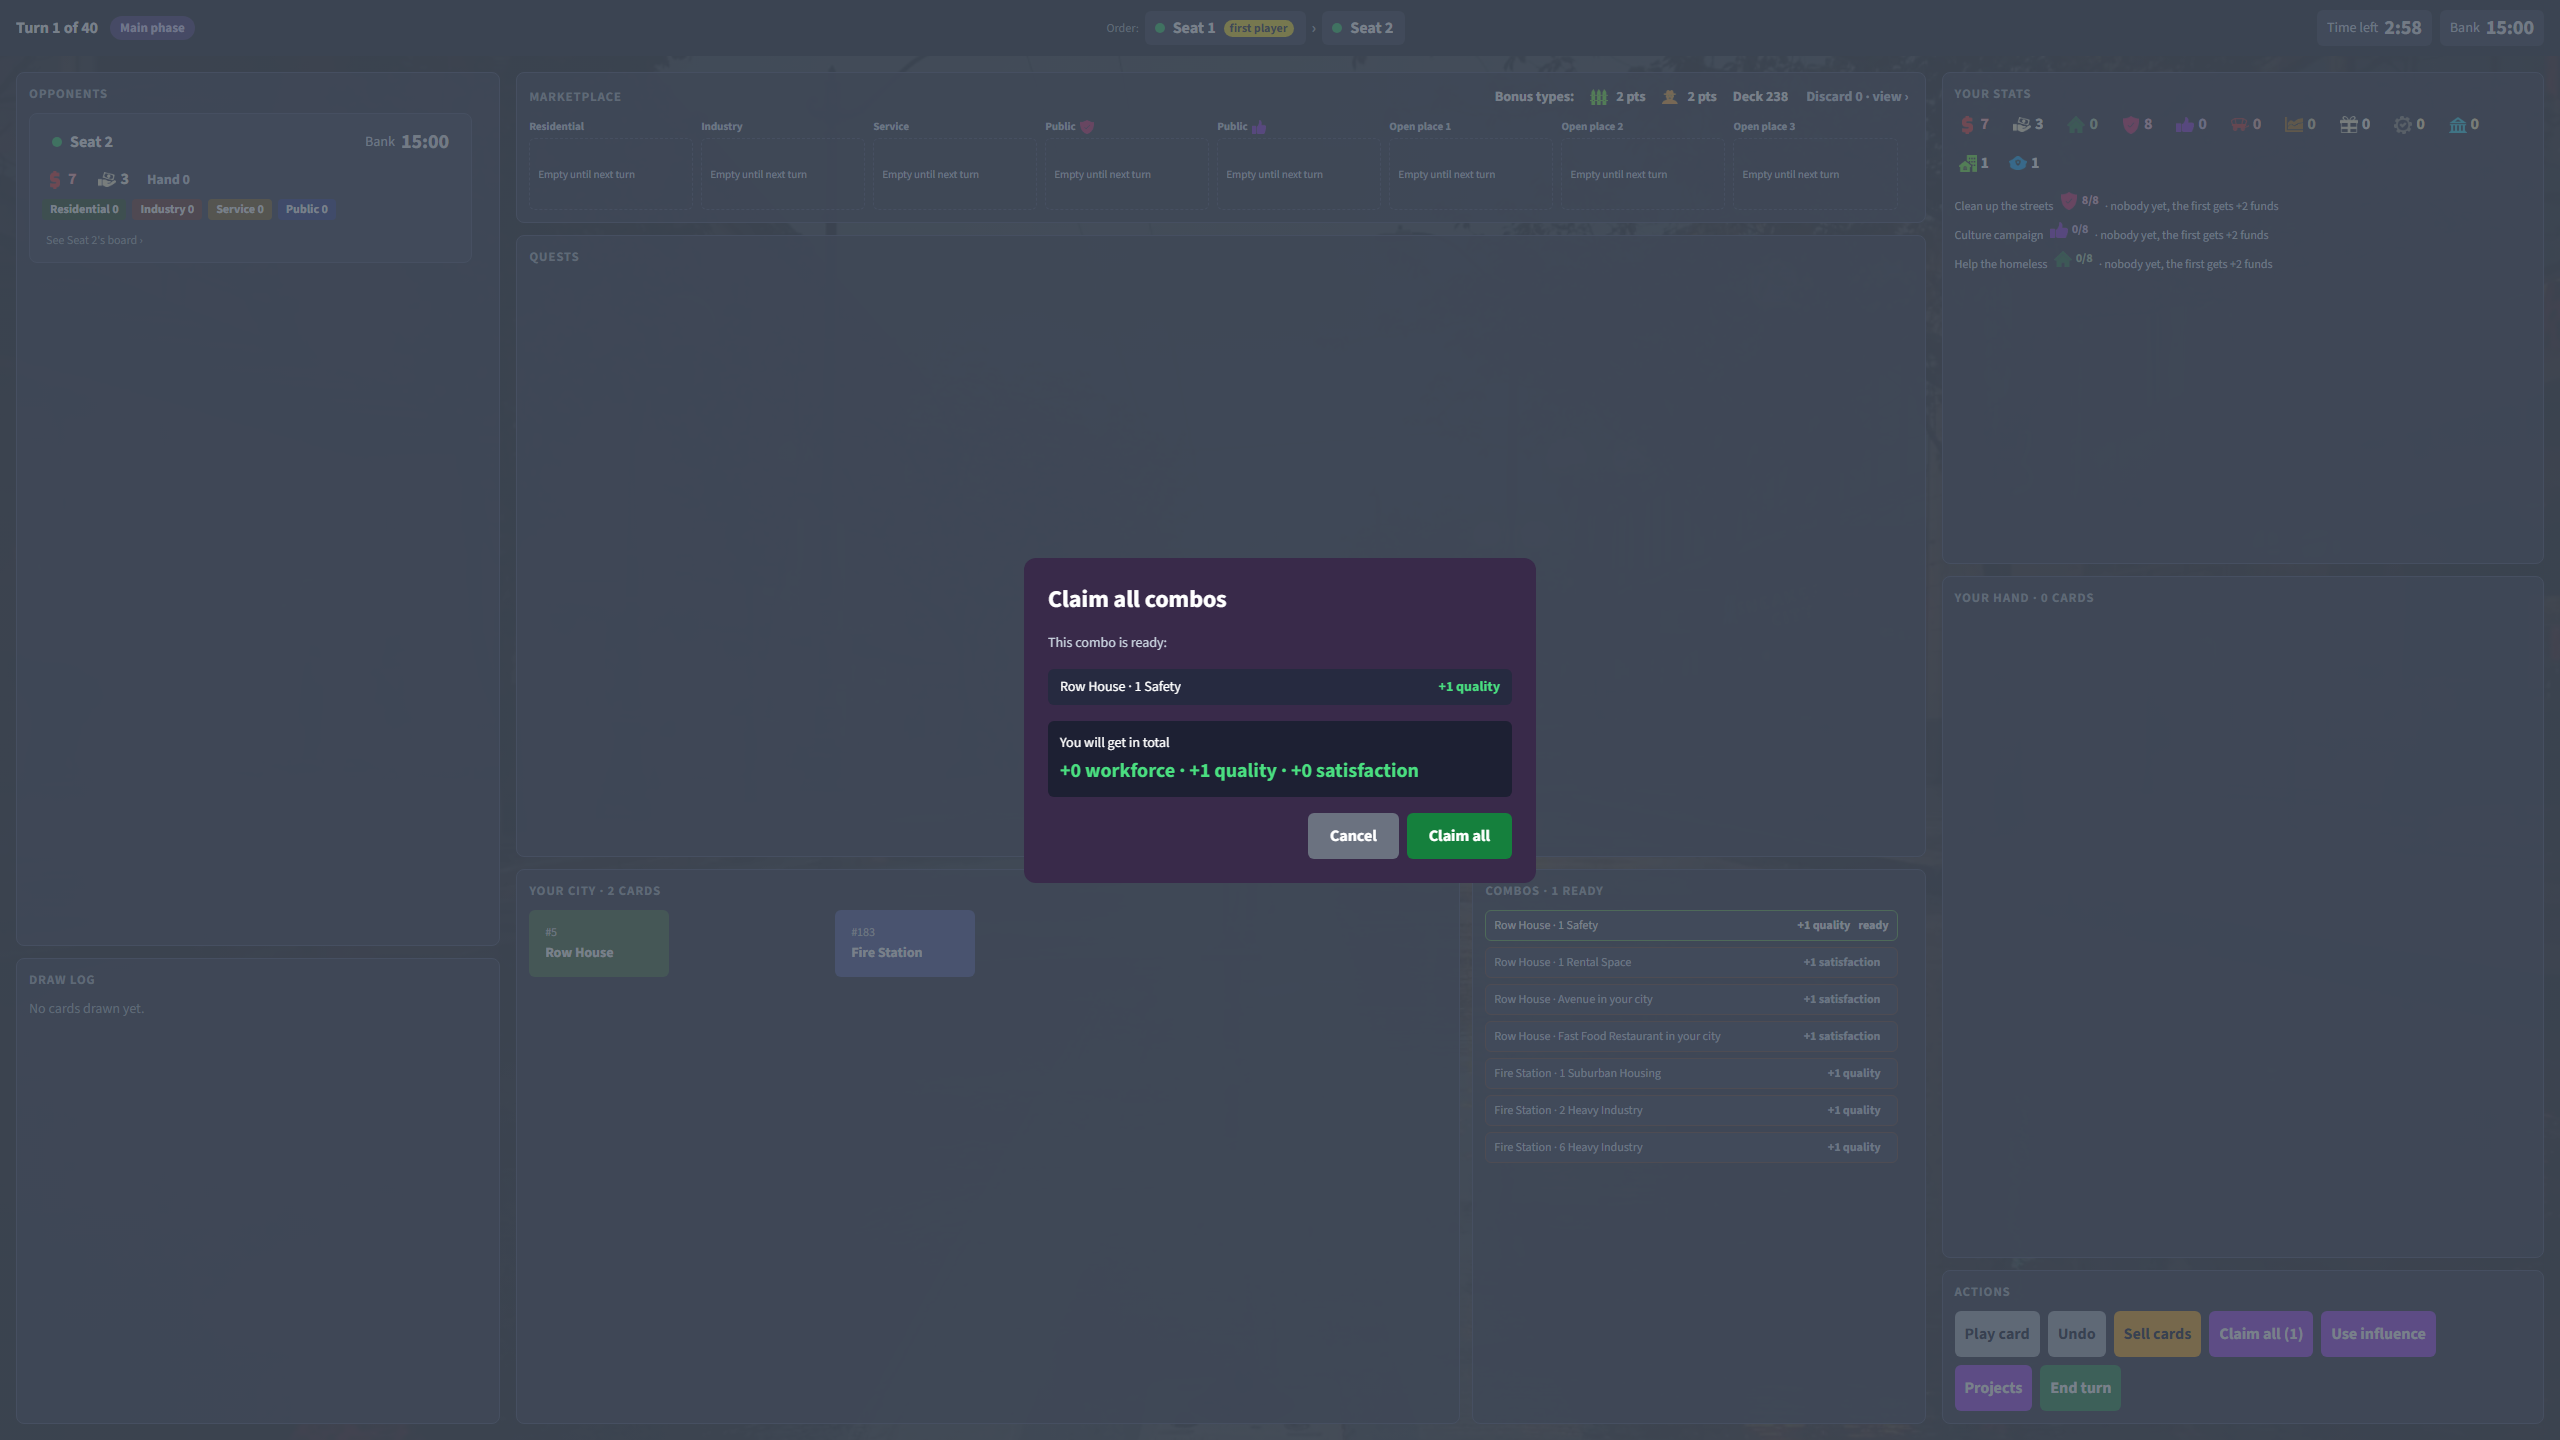 Turn 1 of 40 Main phase
Order: Seat 1 first player › Seat 2
Time left 2:58 Bank 15:00
OPPONENTS
Seat 2 Bank 15:00
7 3 Hand 0
Residential 0 Industry 0 Service 0 Public 0
See Seat 2's board ›
DRAW LOG
No cards drawn yet.
MARKETPLACE
Bonus types: 2 pts 2 pts Deck 238 Discard 0 · view ›
Residential Industry Service Public Public Open place 1 Open place 2 Open place 3
Empty until next turn Empty until next turn Empty until next turn Empty until next turn Empty until next turn Empty until next turn Empty until next turn Empty until next turn
QUESTS
Claim all combos
This combo is ready:
Row House · 1 Safety +1 quality
You will get in total
+0 workforce · +1 quality · +0 satisfaction
Cancel Claim all
YOUR CITY · 2 CARDS
#5
Row House
#183
Fire Station
COMBOS · 1 READY
Row House · 1 Safety +1 quality ready
Row House · 1 Rental Space +1 satisfaction
Row House · Avenue in your city +1 satisfaction
Row House · Fast Food Restaurant in your city +1 satisfaction
Fire Station · 1 Suburban Housing +1 quality
Fire Station · 2 Heavy Industry +1 quality
Fire Station · 6 Heavy Industry +1 quality
YOUR STATS
7 3 0 8 0 0 0 0 0 0
1 1
Clean up the streets 8/8 · nobody yet, the first gets +2 funds
Culture campaign 0/8 · nobody yet, the first gets +2 funds
Help the homeless 0/8 · nobody yet, the first gets +2 funds
YOUR HAND · 0 CARDS
ACTIONS
Play card Undo Sell cards Claim all (1) Use influence
Projects End turn